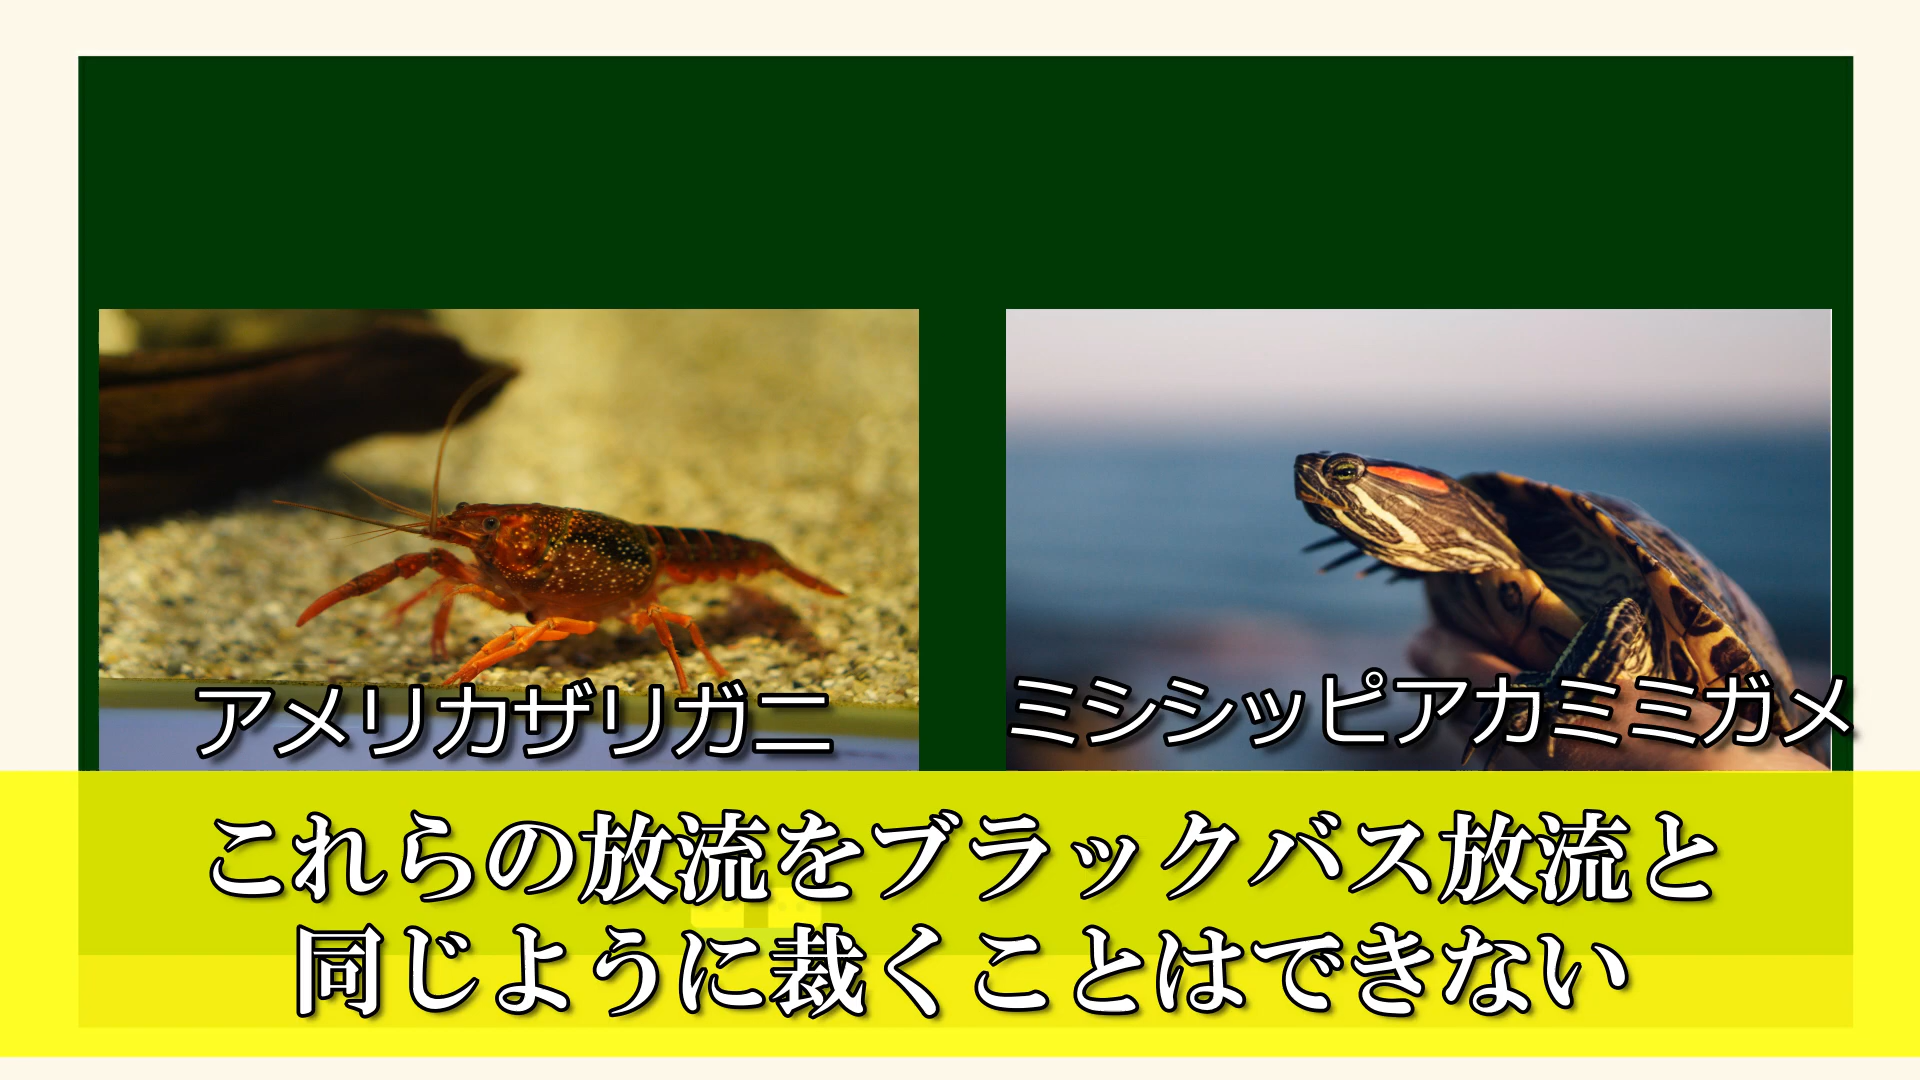 アメリカザリガニ
ミシシッピアカミミガメ
これらの放流をブラックバス放流と
同じように裁くことはできない